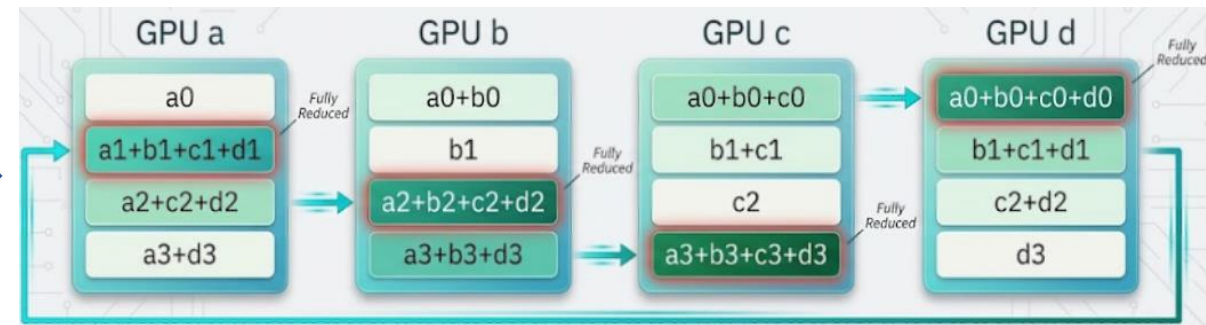 GPU a
a0
a1+b1+c1+d1
Fully
Reduced
a2+c2+d2
a3+d3
GPU b
a0+b0
b1
a2+b2+c2+d2
Fully
Reduced
a3+b3+d3
GPU c
a0+b0+c0
b1+c1
c2
a3+b3+c3+d3
Fully
Reduced
GPU d
a0+b0+c0+d0
Fully
Reduced
b1+c1+d1
c2+d2
d3